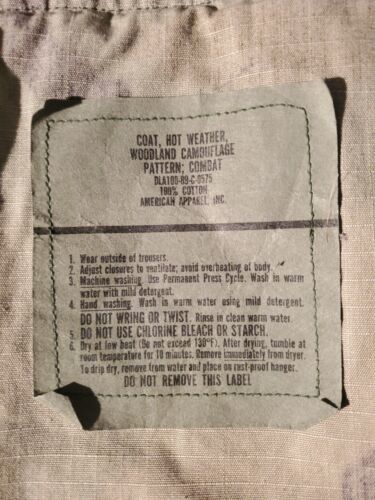 COAT, HOT WEATHER,
WOODLAND CAMOUFLAGE
PATTERN; COMBAT
DLA100-89-C-0575
100% COTTON
AMERICAN APPAREL, INC.
1. Wear outside of trousers.
2. Adjust closures to ventilate; avoid overheating of body.
3. Machine washing. Use Permanent Press Cycle. Wash in warm
water with mild detergent.
4. Hand washing. Wash in warm water using mild detergent.
DO NOT WRING OR TWIST. Rinse in clean warm water.
5. DO NOT USE CHLORINE BLEACH OR STARCH.
6. Dry at low heat (Do not exceed 130°F). After drying, tumble at
room temperature for 10 minutes. Remove immediately from dryer.
To drip dry, remove from water and place on rust-proof hanger.
DO NOT REMOVE THIS LABEL